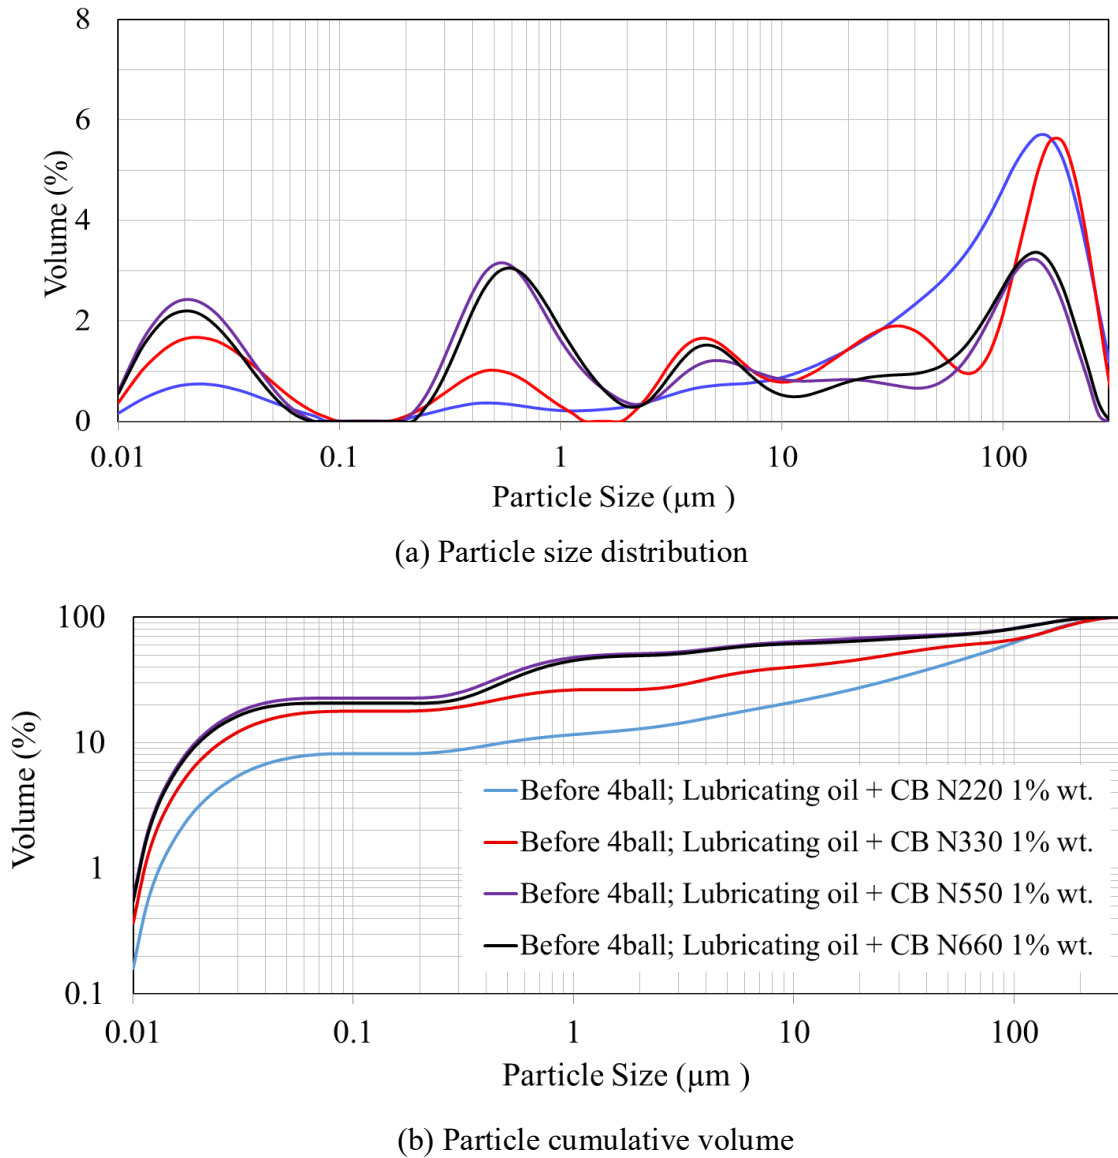 8
6
4
2
0
Volume (%)
0.01 0.1 1 10 100
Particle Size (μm )
(a) Particle size distribution
100
10
1
0.1
Volume (%)
Before 4ball; Lubricating oil + CB N220 1% wt.
Before 4ball; Lubricating oil + CB N330 1% wt.
Before 4ball; Lubricating oil + CB N550 1% wt.
Before 4ball; Lubricating oil + CB N660 1% wt.
0.01 0.1 1 10 100
Particle Size (μm )
(b) Particle cumulative volume